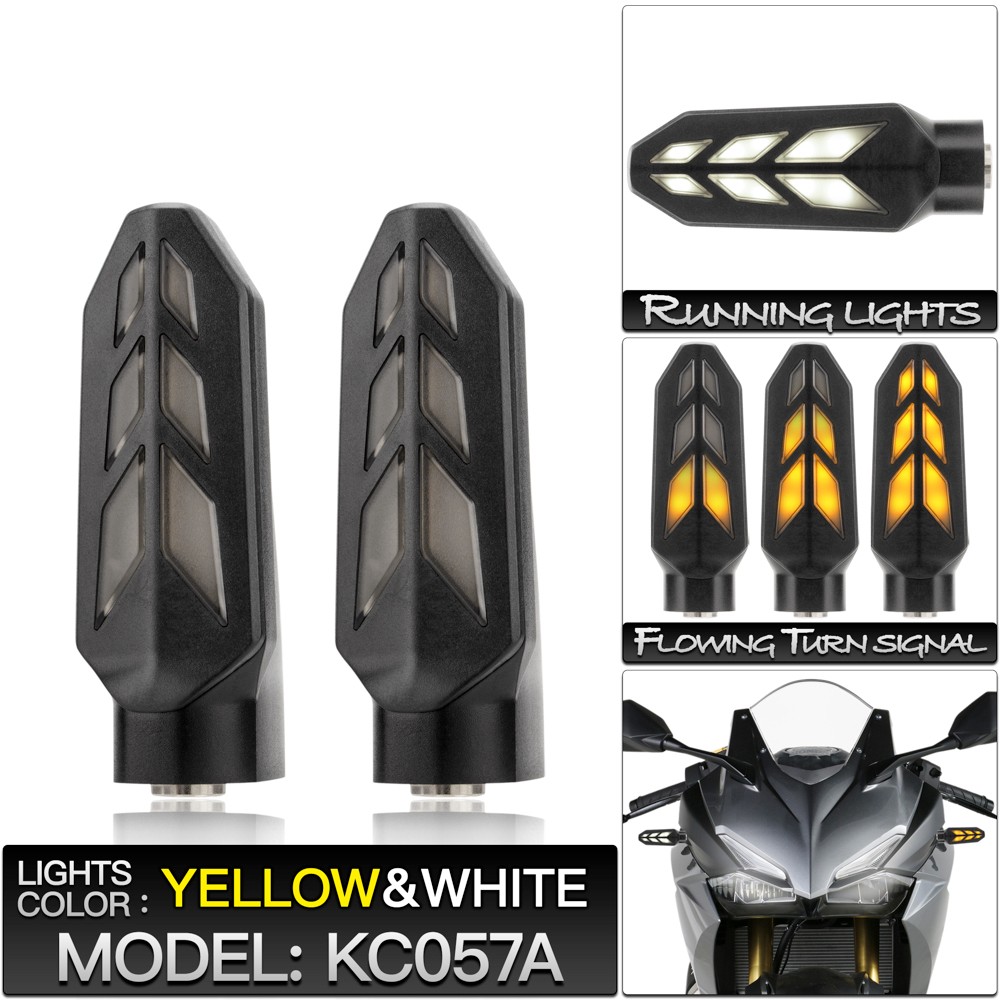 RUNNING LIGHTS
FLOWING TURN SIGNAL
LIGHTS COLOR : YELLOW&WHITE
MODEL: KC057A